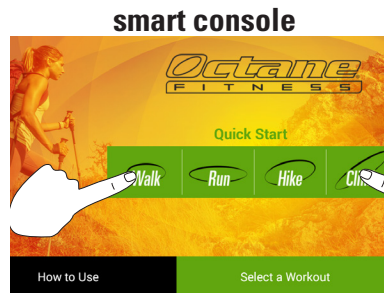 smart console
Octane
FITNESS
Quick Start
Walk Run Hike
How to Use Select a Workout